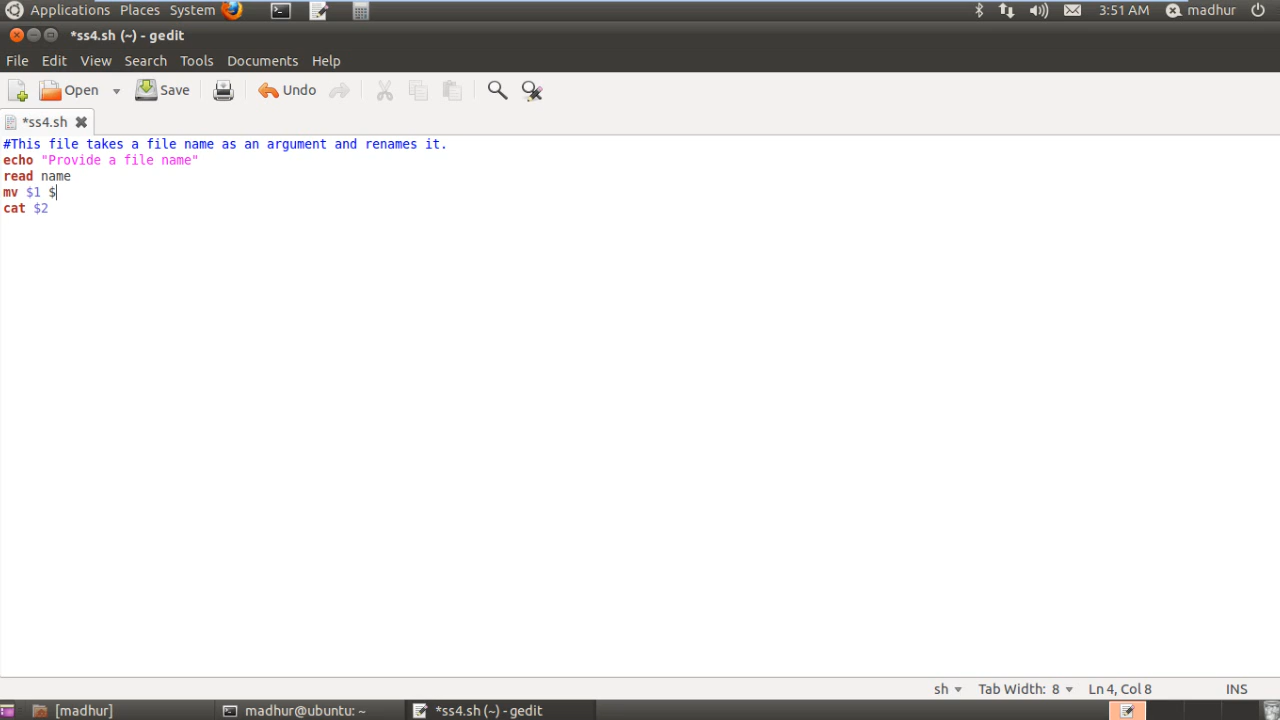 Applications Places System 3:51 AM madhur
*ss4.sh (~) - gedit
File Edit View Search Tools Documents Help
Open Save Undo
*ss4.sh
#This file takes a file name as an argument and renames it.
echo "Provide a file name"
read name
mv $1 $
cat $2
sh Tab Width: 8 Ln 4, Col 8 INS
[madhur] madhur@ubuntu: ~ *ss4.sh (~) - gedit